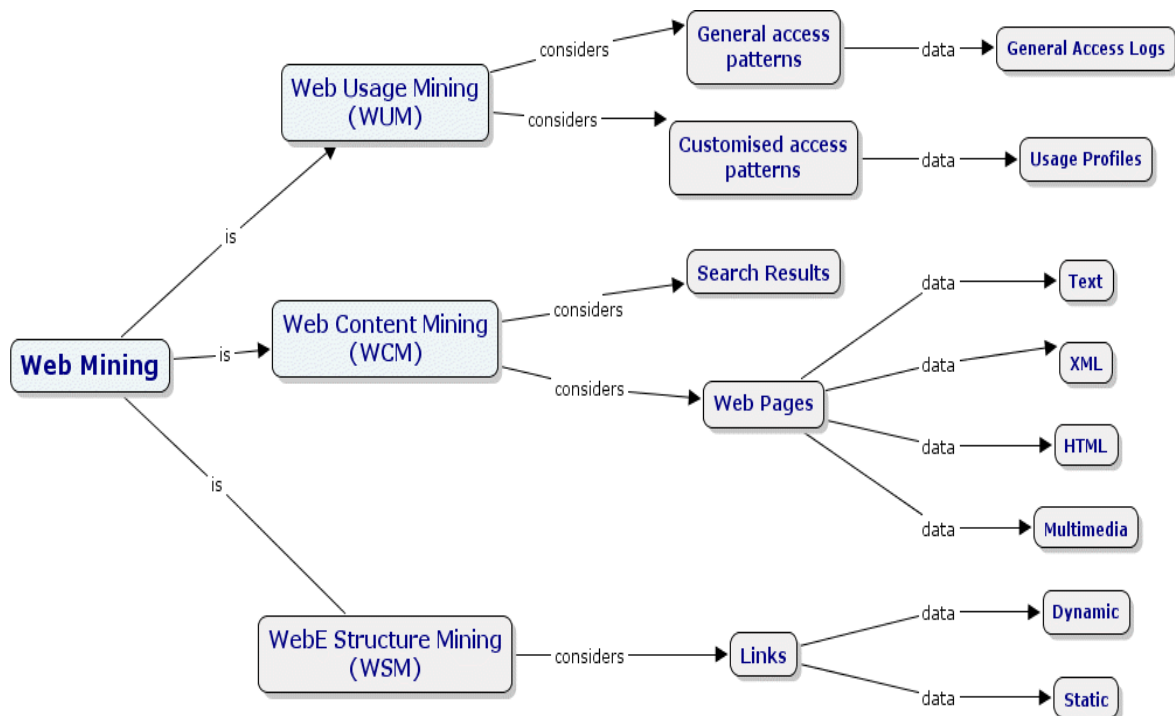 General access
patterns
considers
data
General Access Logs
Web Usage Mining
(WUM)
considers
Customised access
patterns
data
Usage Profiles
is
Search Results
data
Text
considers
Web Content Mining
(WCM)
Web Mining
is
considers
Web Pages
data
XML
data
HTML
is
data
Multimedia
WebE Structure Mining
(WSM)
considers
Links
data
Dynamic
data
Static